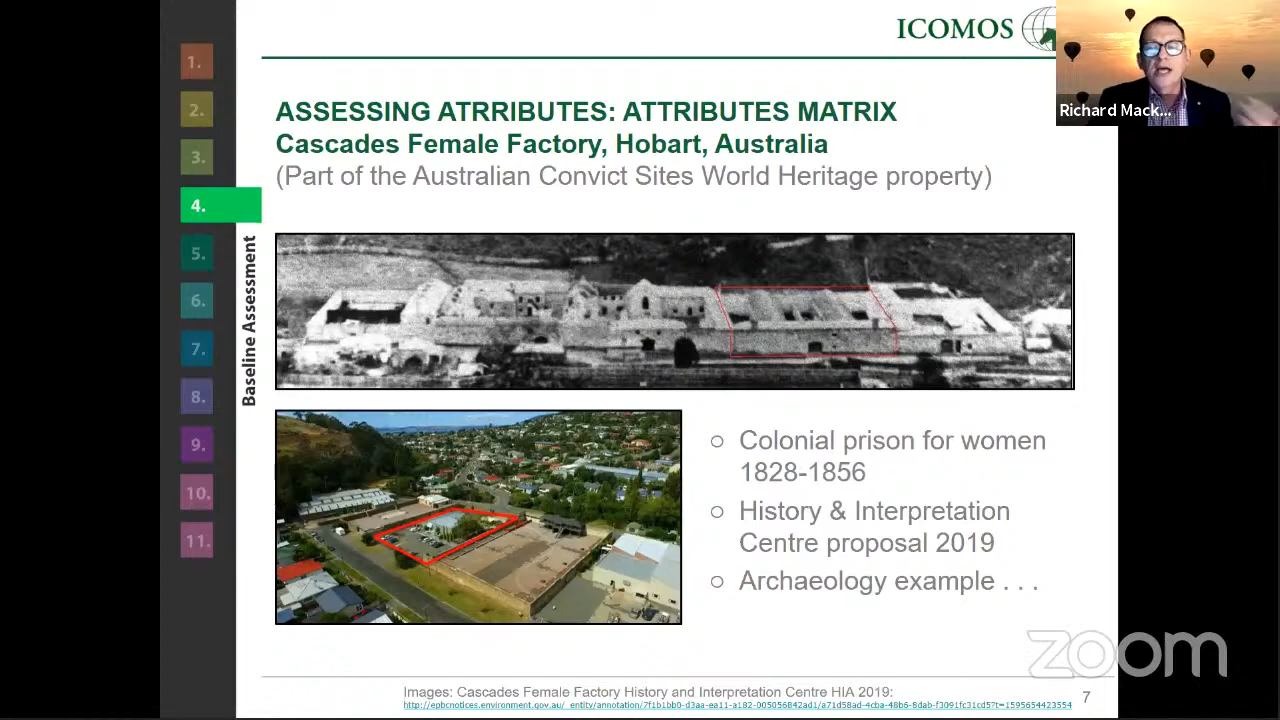 ICOMOS
Richard Mack...
1.
2.
3.
4.
5.
6.
7.
8.
9.
10.
11.
Baseline Assessment
ASSESSING ATRRIBUTES: ATTRIBUTES MATRIX
Cascades Female Factory, Hobart, Australia
(Part of the Australian Convict Sites World Heritage property)
Colonial prison for women
1828-1856
History & Interpretation
Centre proposal 2019
Archaeology example . . .
zoom
Images: Cascades Female Factory History and Interpretation Centre HIA 2019:
7